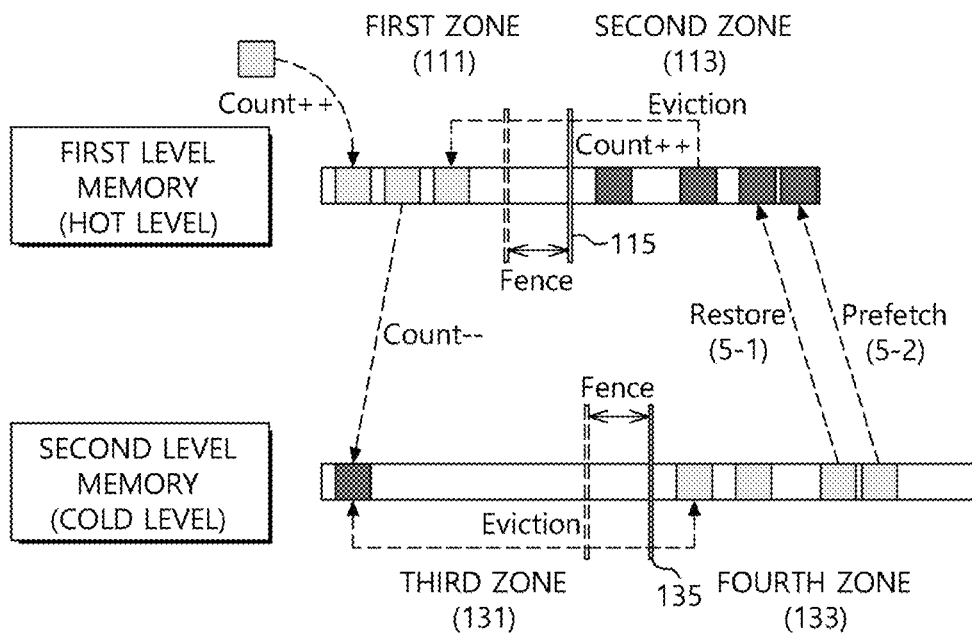 FIRST ZONE
(111)
SECOND ZONE
(113)
Count++
Eviction
Count++
FIRST LEVEL
MEMORY
(HOT LEVEL)
115
Fence
Count--
Restore
(5-1)
Prefetch
(5-2)
Fence
SECOND LEVEL
MEMORY
(COLD LEVEL)
Eviction
135
THIRD ZONE
(131)
FOURTH ZONE
(133)